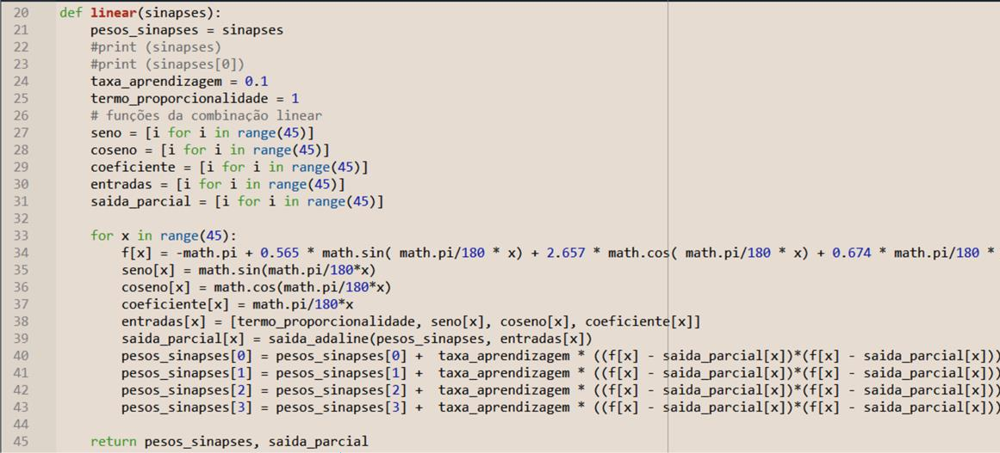 20 def linear(sinapses):
21     pesos_sinapses = sinapses
22     #print (sinapses)
23     #print (sinapses[0])
24     taxa_aprendizagem = 0.1
25     termo_proporcionalidade = 1
26     # funções da combinação linear
27     seno = [i for i in range(45)]
28     coseno = [i for i in range(45)]
29     coeficiente = [i for i in range(45)]
30     entradas = [i for i in range(45)]
31     saida_parcial = [i for i in range(45)]
32
33     for x in range(45):
34         f[x] = -math.pi + 0.565 * math.sin( math.pi/180 * x) + 2.657 * math.cos( math.pi/180 * x) + 0.674 * math.pi/180 *
35         seno[x] = math.sin(math.pi/180*x)
36         coseno[x] = math.cos(math.pi/180*x)
37         coeficiente[x] = math.pi/180*x
38         entradas[x] = [termo_proporcionalidade, seno[x], coseno[x], coeficiente[x]]
39         saida_parcial[x] = saida_adaline(pesos_sinapses, entradas[x])
40         pesos_sinapses[0] = pesos_sinapses[0] +  taxa_aprendizagem * ((f[x] - saida_parcial[x])*(f[x] - saida_parcial[x]))
41         pesos_sinapses[1] = pesos_sinapses[1] +  taxa_aprendizagem * ((f[x] - saida_parcial[x])*(f[x] - saida_parcial[x]))
42         pesos_sinapses[2] = pesos_sinapses[2] +  taxa_aprendizagem * ((f[x] - saida_parcial[x])*(f[x] - saida_parcial[x]))
43         pesos_sinapses[3] = pesos_sinapses[3] +  taxa_aprendizagem * ((f[x] - saida_parcial[x])*(f[x] - saida_parcial[x]))
44
45     return pesos_sinapses, saida_parcial